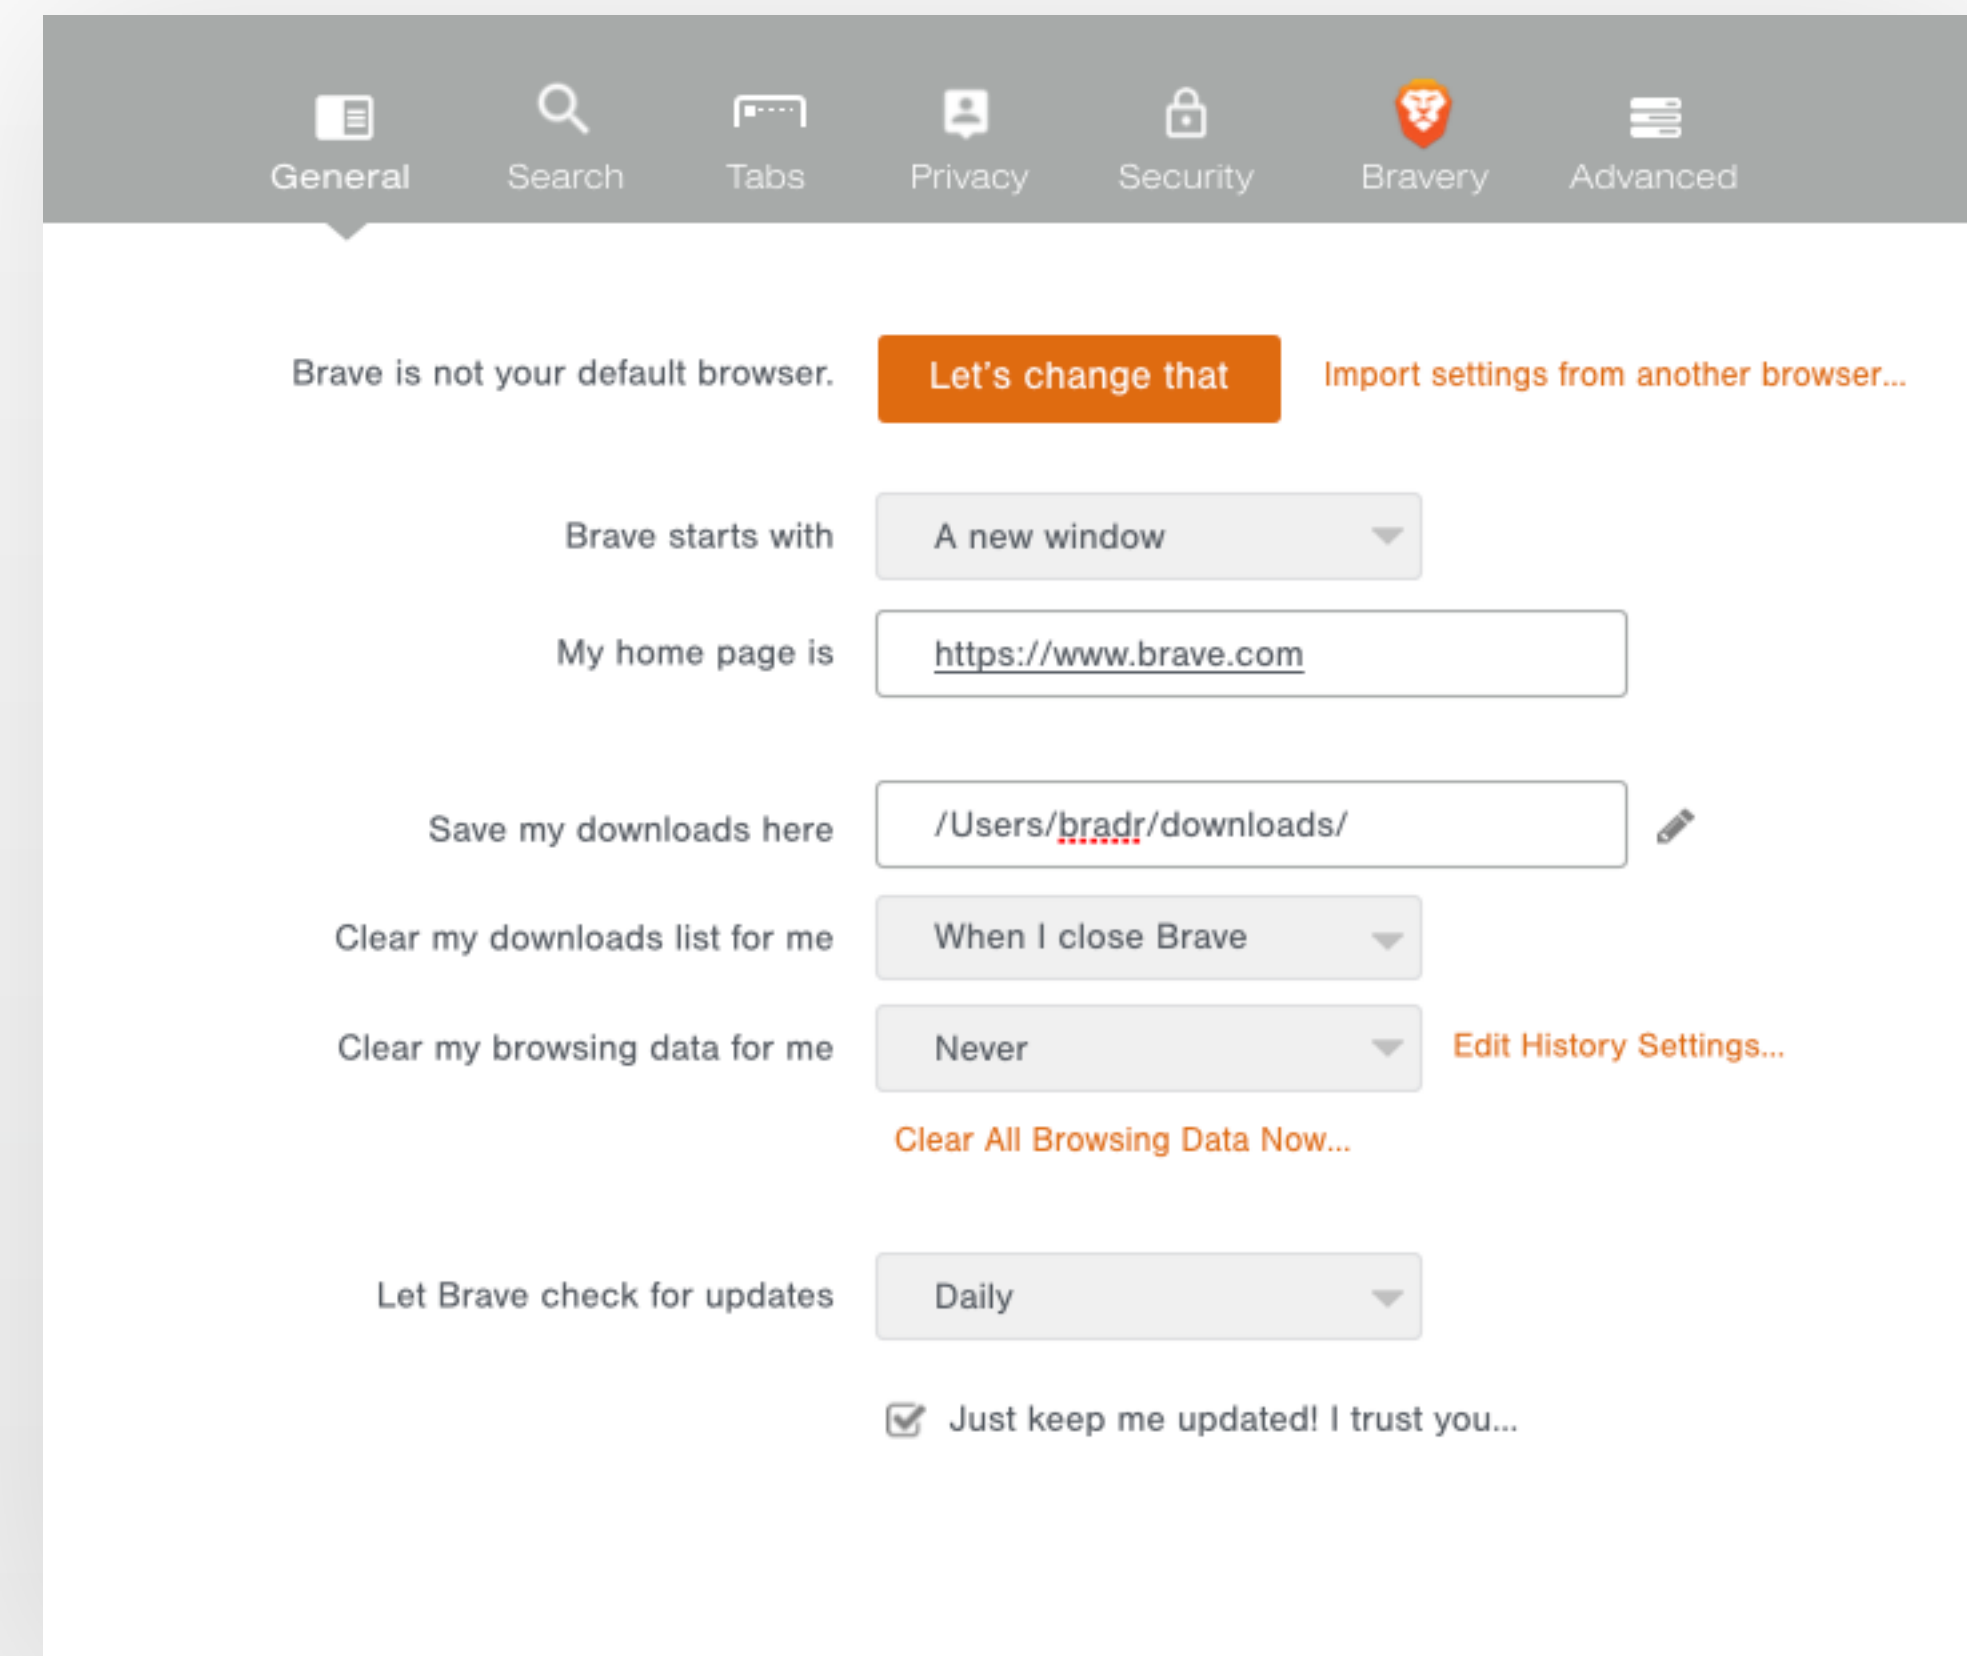 General Search Tabs Privacy Security Bravery Advanced
Brave is not your default browser. Let's change that Import settings from another browser...
Brave starts with A new window
My home page is https://www.brave.com
Save my downloads here /Users/bradr/downloads/
Clear my downloads list for me When I close Brave
Clear my browsing data for me Never Edit History Settings...
Clear All Browsing Data Now...
Let Brave check for updates Daily
Just keep me updated! I trust you...